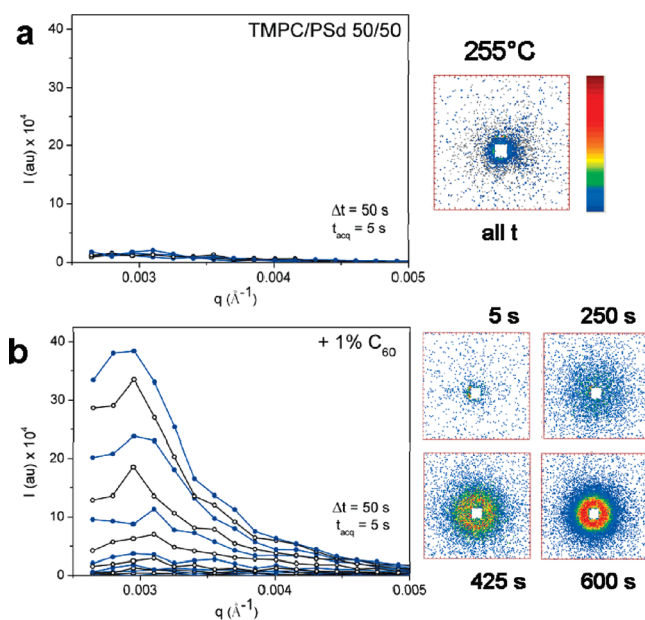 a
TMPC/PSd 50/50
I (au) x 10⁴
40
30
20
10
0
Δt = 50 s
t_acq = 5 s
0.003
0.004
0.005
q (Å⁻¹)
255°C
all t
b
+ 1% C₆₀
I (au) x 10⁴
40
30
20
10
0
Δt = 50 s
t_acq = 5 s
0.003
0.004
0.005
q (Å⁻¹)
5 s
250 s
425 s
600 s